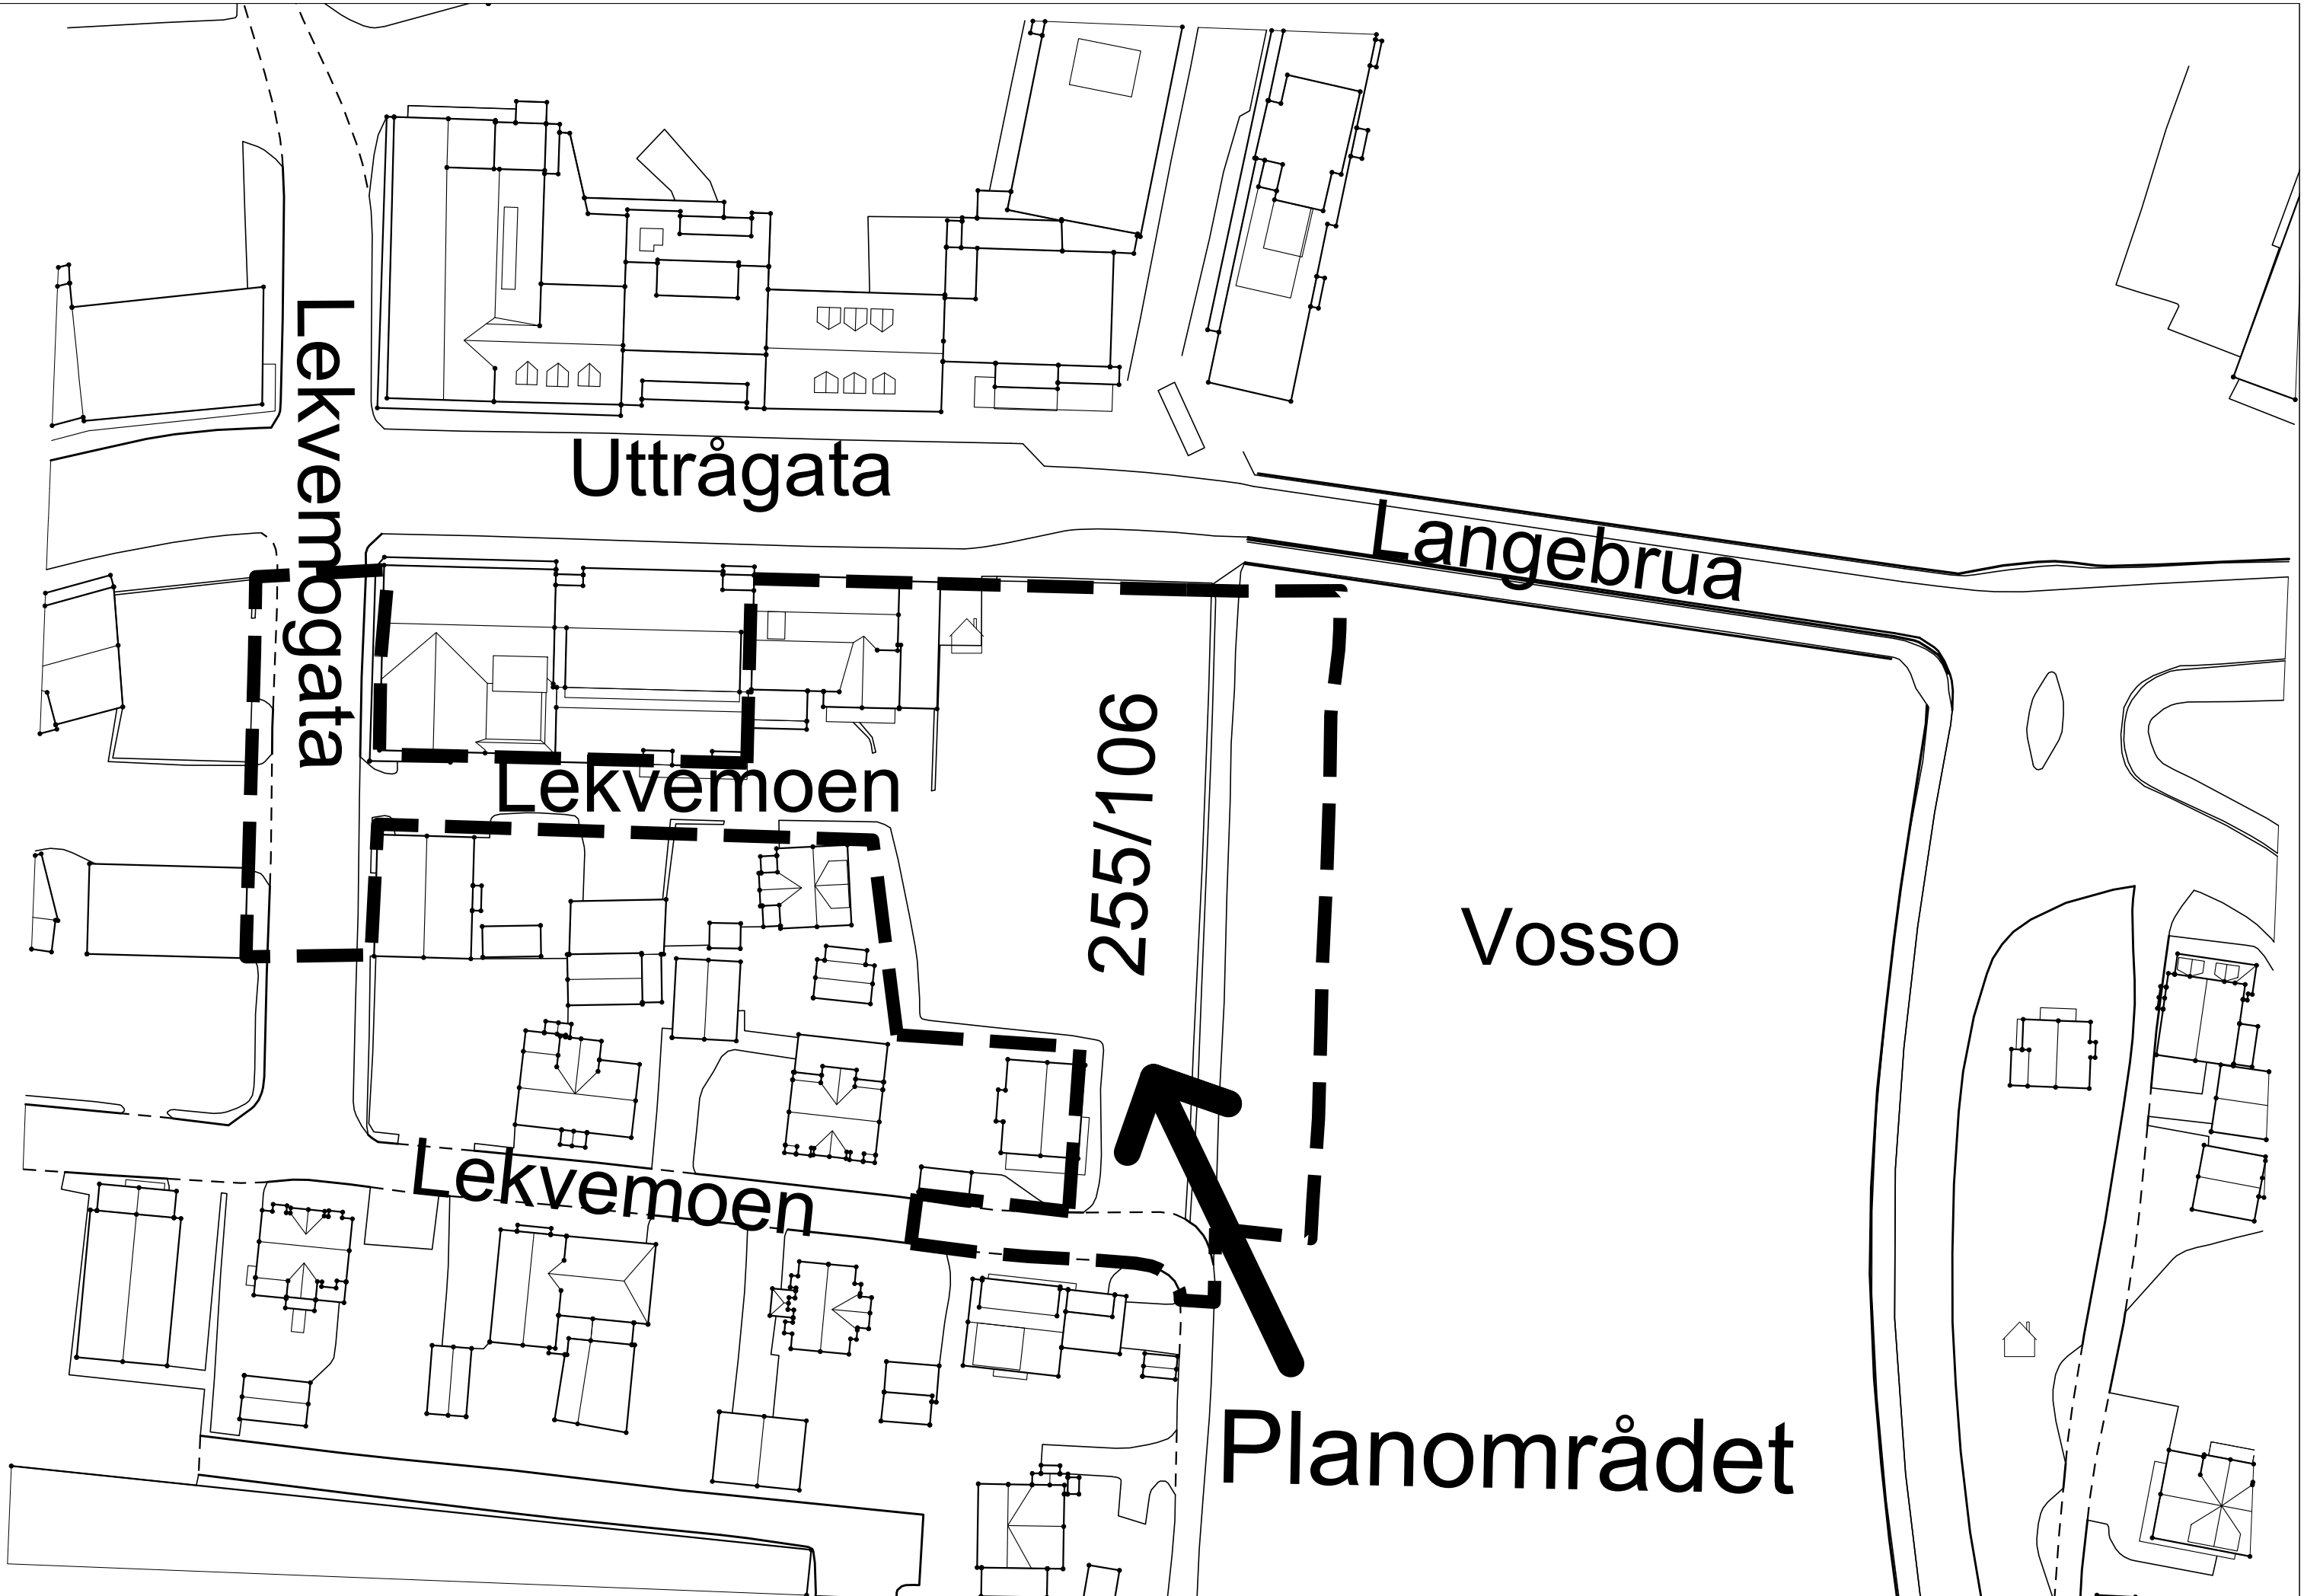 Lekvemogata
Uttrågata
Langebrua
Lekvemoen
255/106
Vosso
Lekvemoen
Planområdet